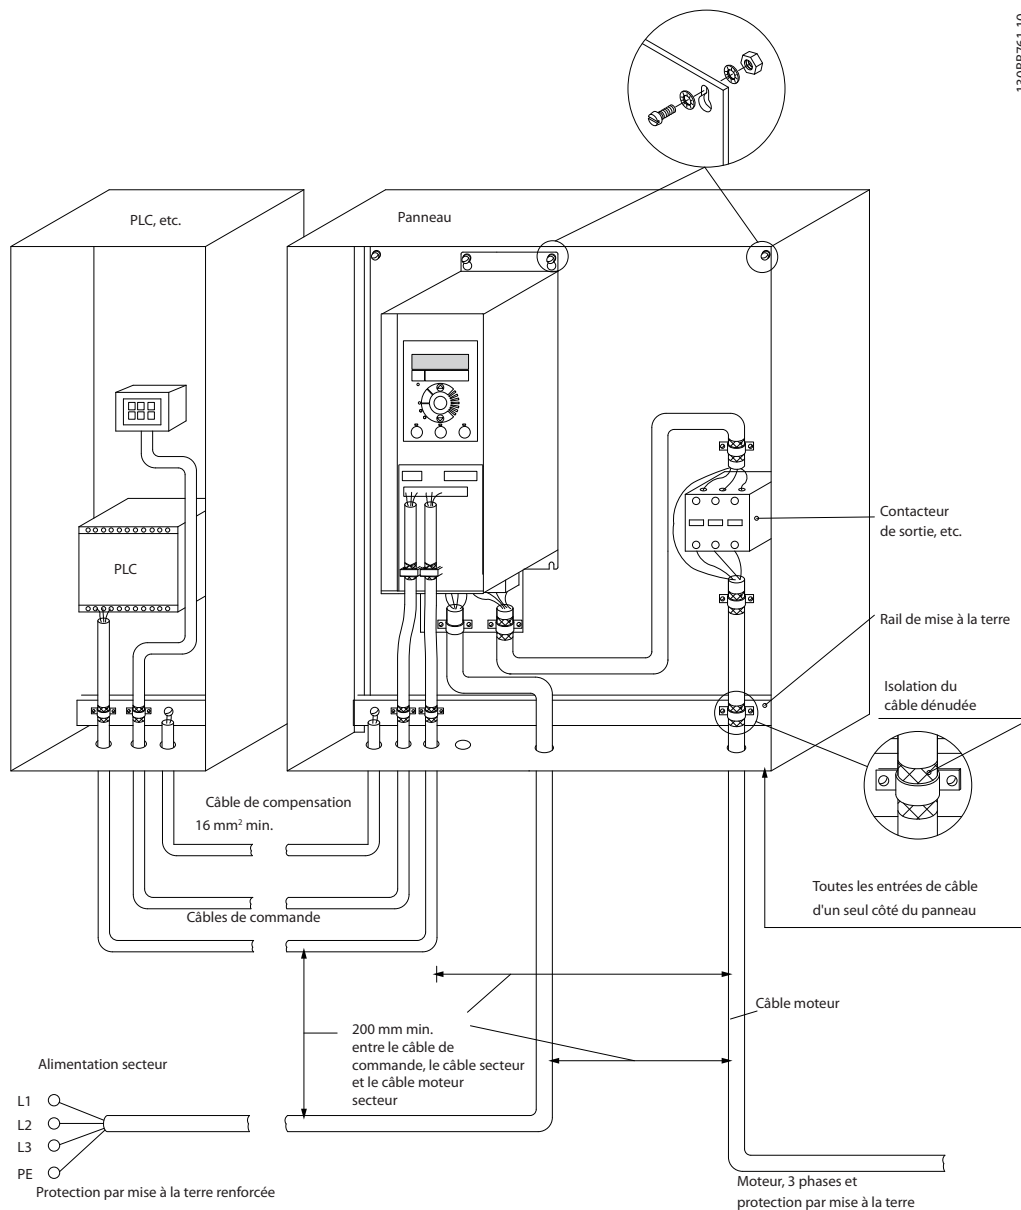 130BB761.10
PLC, etc.
Panneau
PLC
Contacteur
de sortie, etc.
Rail de mise à la terre
Isolation du
câble dénudée
Câble de compensation
16 mm² min.
Câbles de commande
Toutes les entrées de câble
d'un seul côté du panneau
Câble moteur
200 mm min.
entre le câble de
commande, le câble secteur
et le câble moteur
secteur
Alimentation secteur
L1
L2
L3
PE
Protection par mise à la terre renforcée
Moteur, 3 phases et
protection par mise à la terre